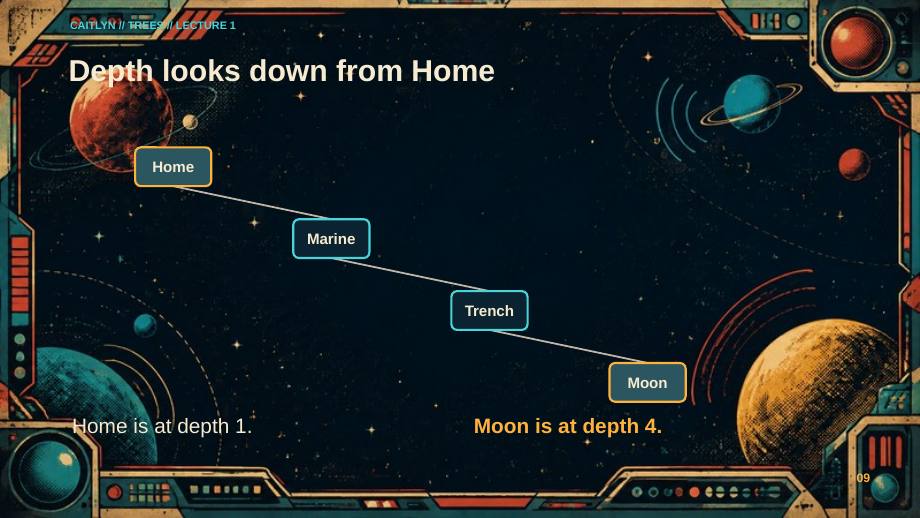 CAITLYN // TREES // LECTURE 1
Depth looks down from Home
Home
Marine
Trench
Moon
Home is at depth 1.
Moon is at depth 4.
09